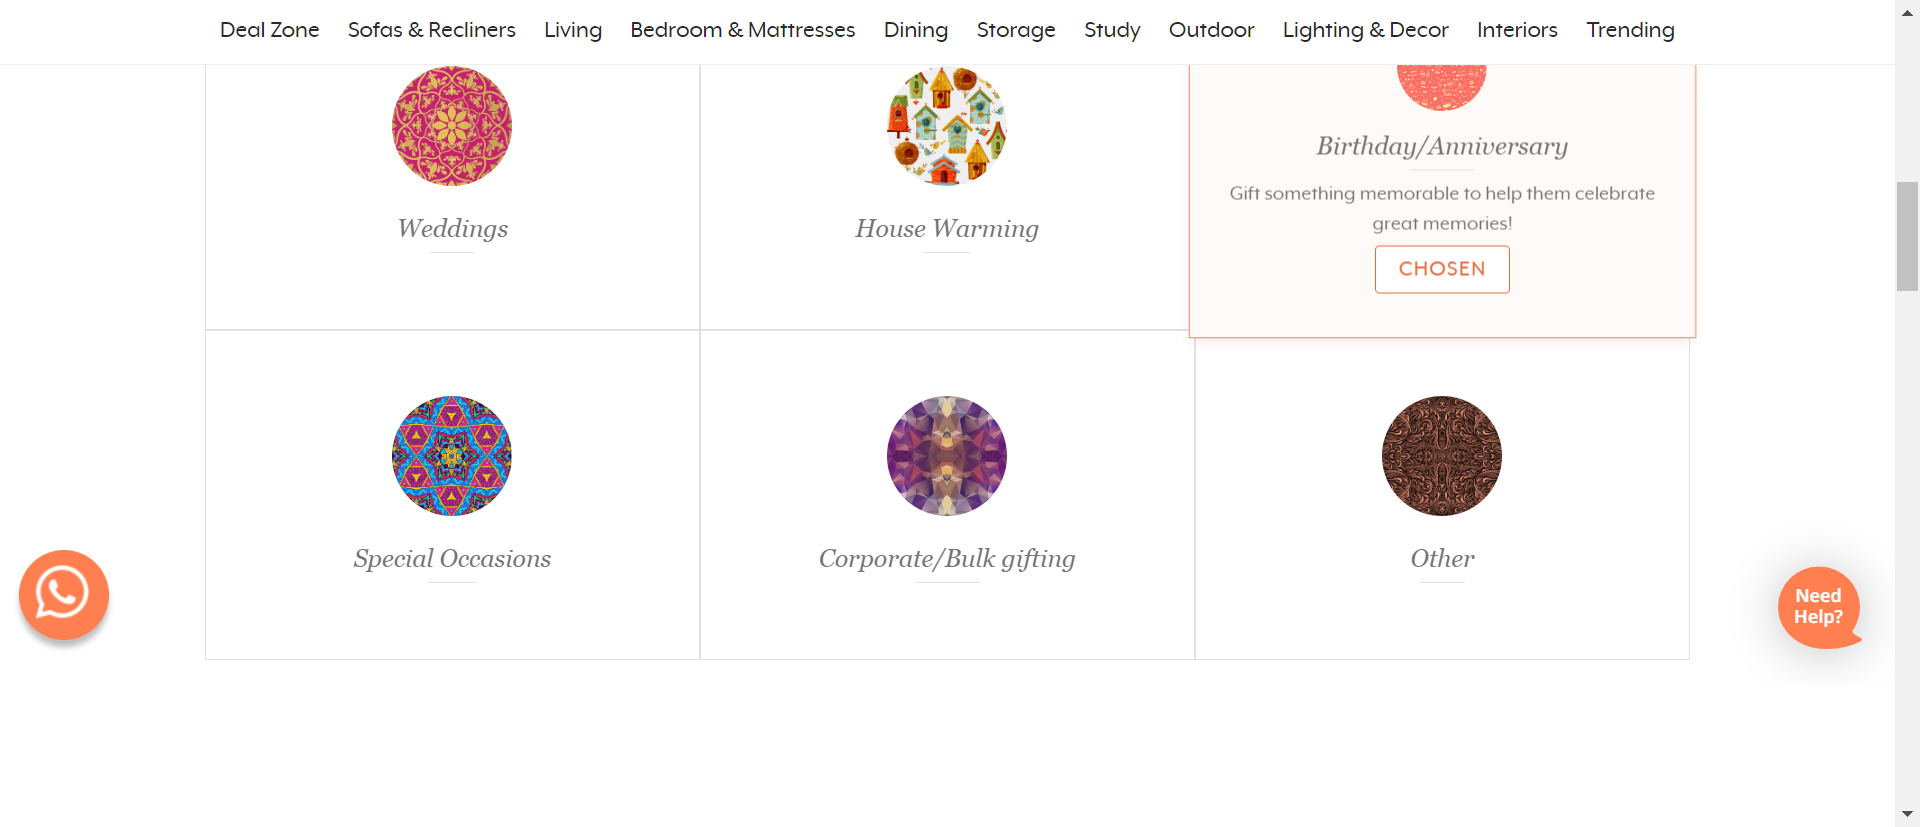 Deal Zone Sofas & Recliners Living Bedroom & Mattresses Dining Storage Study Outdoor Lighting & Decor Interiors Trending
Weddings
House Warming
Birthday/Anniversary
Gift something memorable to help them celebrate
great memories!
CHOSEN
Special Occasions
Corporate/Bulk gifting
Other
Need
Help?